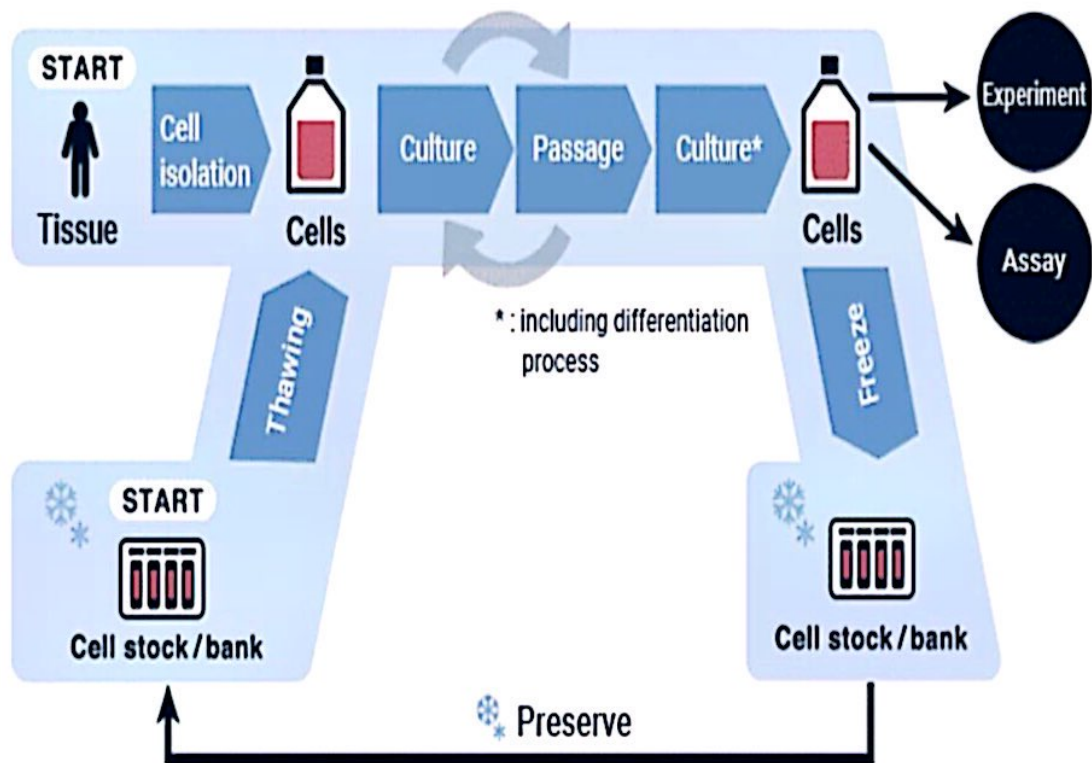 START
Tissue
Cell
isolation
Cells
Culture
Passage
Culture*
Cells
Experiment
Assay
* : including differentiation
process
Thawing
Freeze
START
Cell stock/bank
Cell stock/bank
Preserve